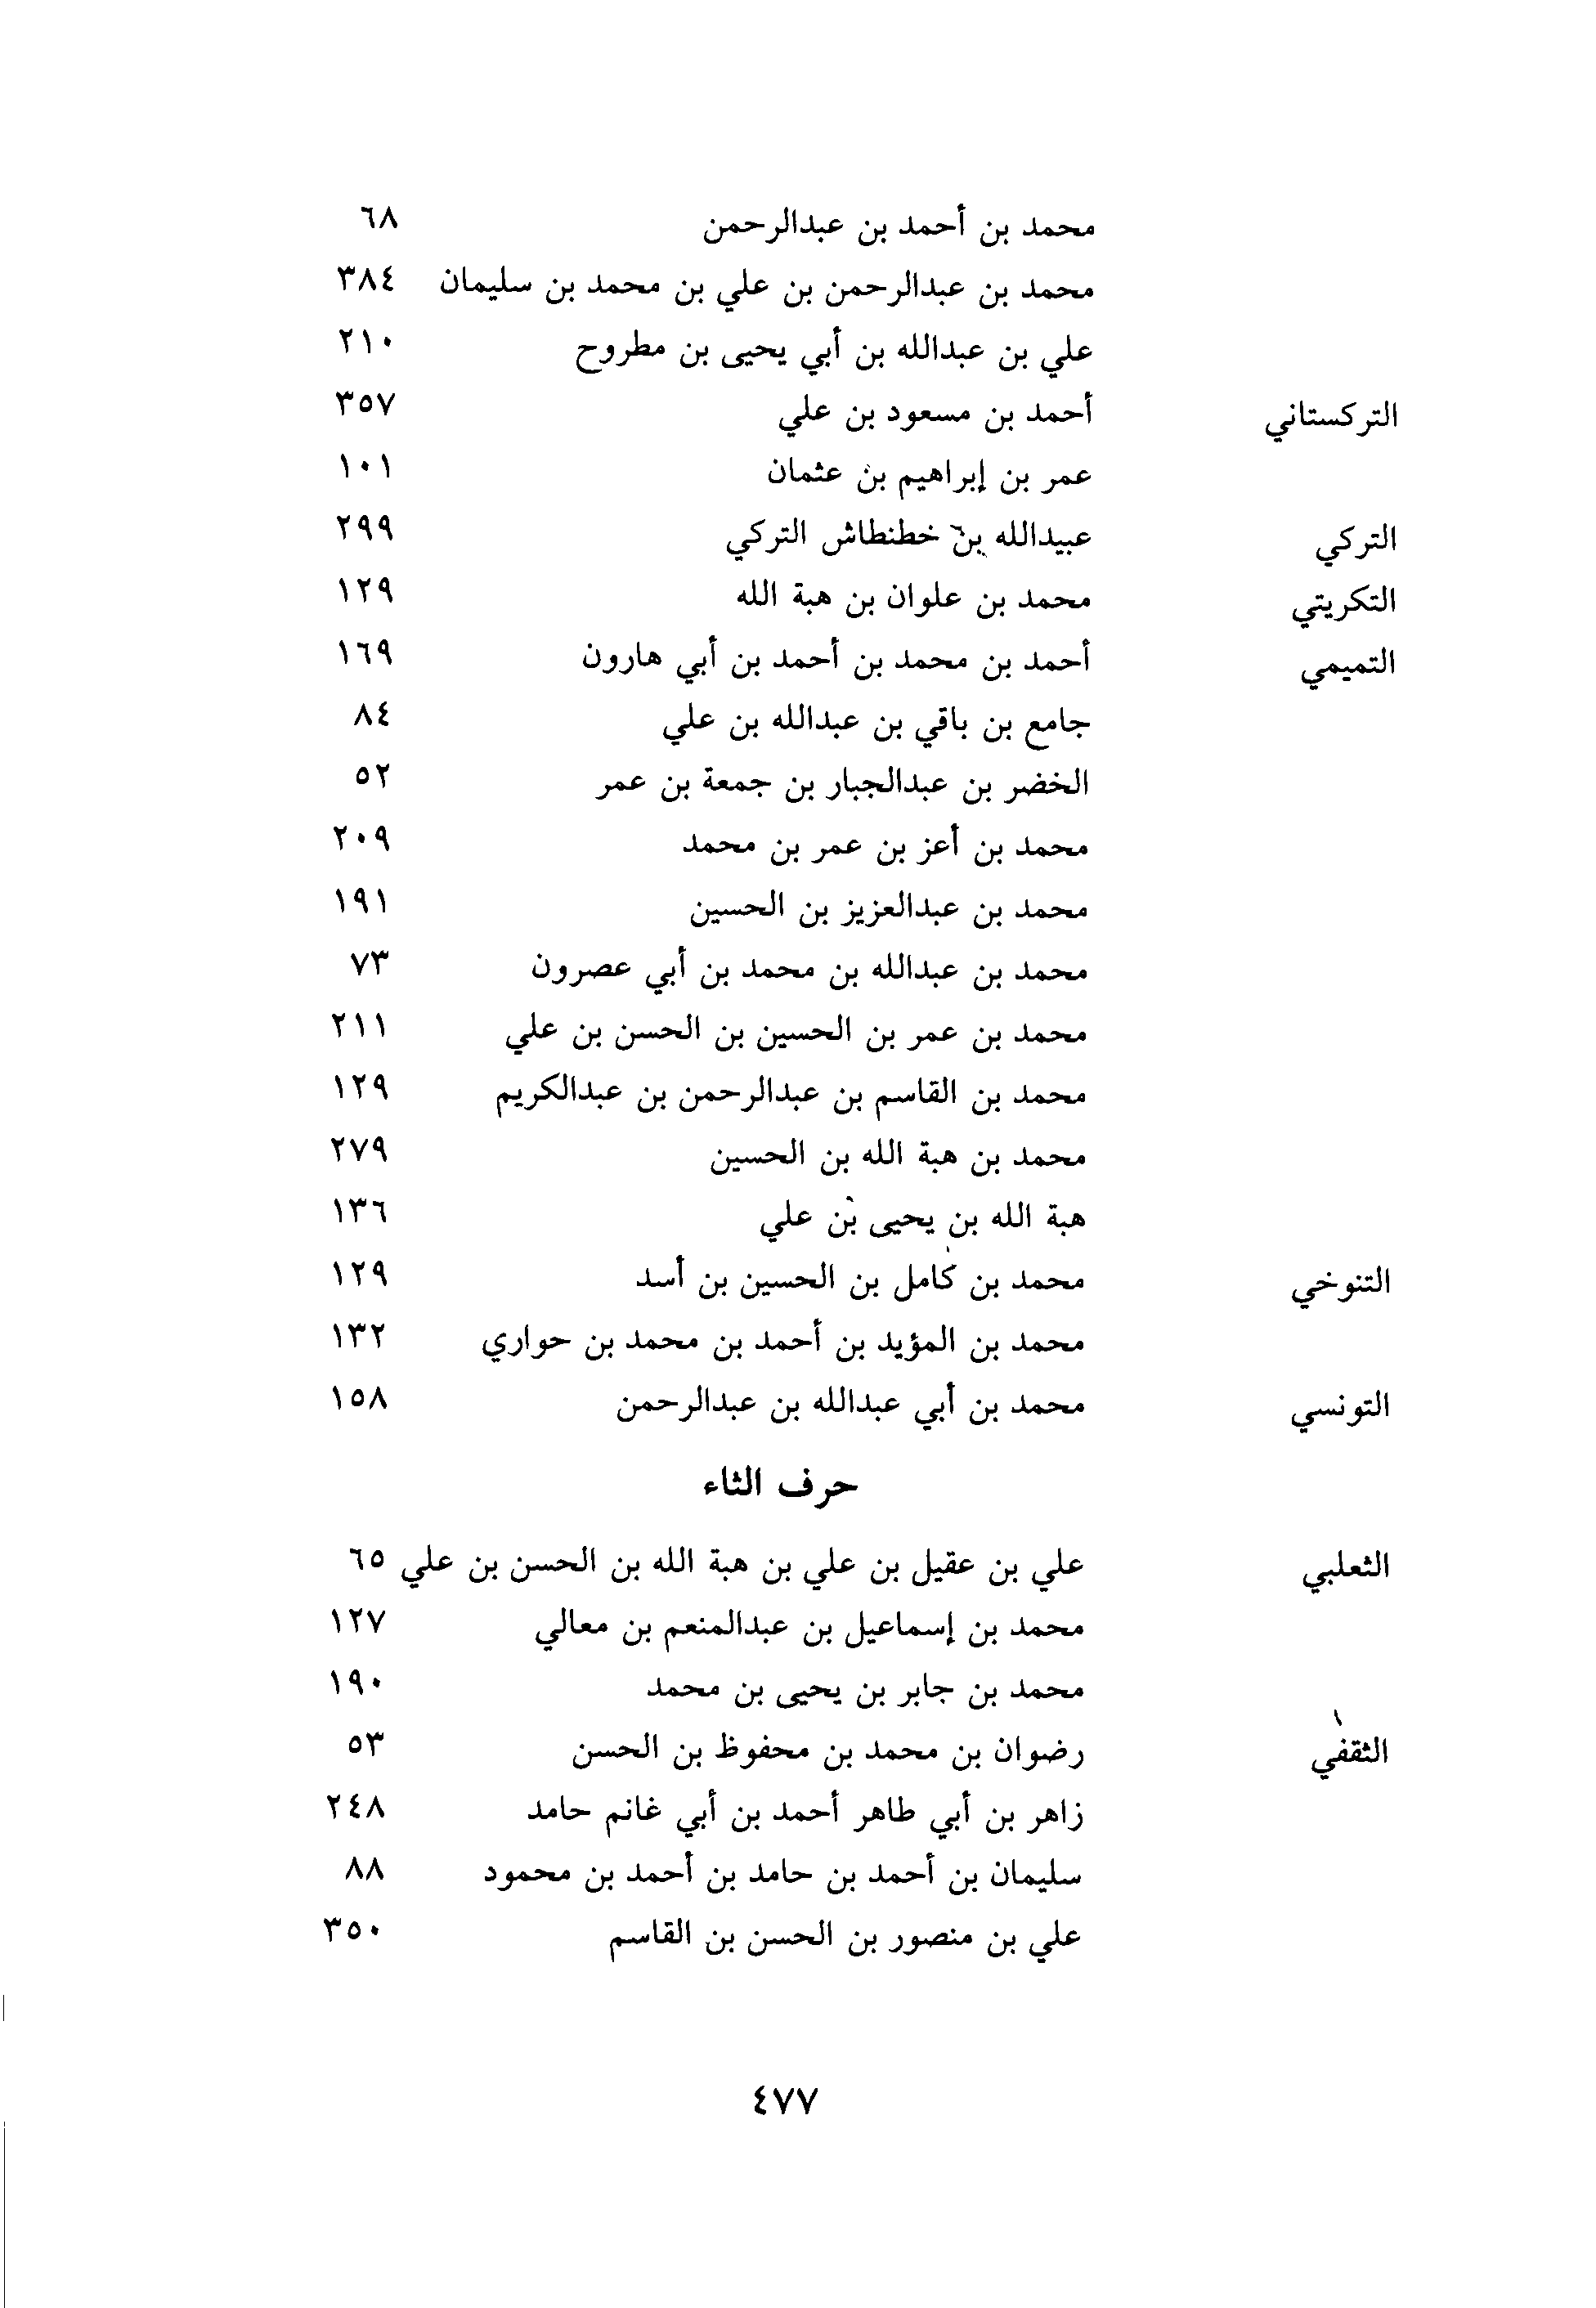 محمد بن أحمد بن عبدالرحمن ٦٨
محمد بن عبدالرحمن بن علي بن محمد بن سليمان ٣٨٤
علي بن عبدالله بن أبي يحيى بن مطروح ٢١٠
التركستاني أحمد بن مسعود بن علي ٣٥٧
عمر بن إبراهيم بن عثمان ١٠١
التركي عبيدالله بن خطنطاش التركي ٢٩٩
التكريتي محمد بن علوان بن هبة الله ١٢٩
التميمي أحمد بن محمد بن أحمد بن أبي هارون ١٦٩
جامع بن باقي بن عبدالله بن علي ٨٤
الخضر بن عبدالجبار بن جمعة بن عمر ٥٢
محمد بن أعز بن عمر بن محمد ٢٠٩
محمد بن عبدالعزيز بن الحسين ١٩١
محمد بن عبدالله بن محمد بن أبي عصرون ٧٣
محمد بن عمر بن الحسين بن الحسن بن علي ٢١١
محمد بن القاسم بن عبدالرحمن بن عبدالكريم ١٢٩
محمد بن هبة الله بن الحسين ٢٧٩
هبة الله بن يحيى بن علي ١٣٦
التنوخي محمد بن كامل بن الحسين بن أسد ١٢٩
محمد بن المؤيد بن أحمد بن محمد بن حواري ١٣٢
التونسي محمد بن أبي عبدالله بن عبدالرحمن ١٥٨
حرف الثاء
الثعلبي علي بن عقيل بن علي بن هبة الله بن الحسن بن علي ٦٥
محمد بن إسماعيل بن عبدالمنعم بن معالي ١٢٧
محمد بن جابر بن يحيى بن محمد ١٩٠
الثقفي رضوان بن محمد بن محفوظ بن الحسن ٥٣
زاهر بن أبي طاهر أحمد بن أبي غانم حامد ٢٤٨
سليمان بن أحمد بن حامد بن أحمد بن محمود ٨٨
علي بن منصور بن الحسن بن القاسم ٣٥٠
٤٧٧